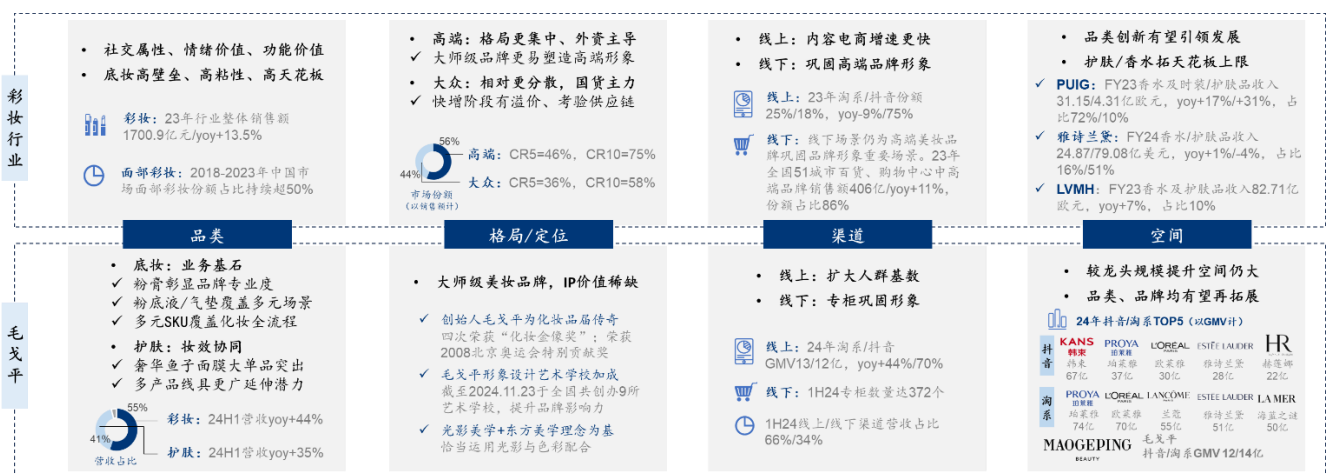 彩妆行业
• 社交属性、情绪价值、功能价值
• 底妆高壁垒、高粘性、高天花板
彩妆：23年行业整体销售额
1700.9亿元/yoy+13.5%
面部彩妆：2018-2023年中国市
场面部彩妆份额占比持续超50%
• 高端：格局更集中、外资主导
✓ 大师级品牌更易塑造高端形象
• 大众：相对更分散，国货主力
✓ 快增阶段有溢价、考验供应链
56%
44%
市场份额
（以销售额计）
高端：CR5=46%，CR10=75%
大众：CR5=36%，CR10=58%
• 线上：内容电商增速更快
• 线下：巩固高端品牌形象
线上：23年淘系/抖音份额
25%/18%，yoy-9%/75%
线下：线下场景仍为高端美妆品
牌巩固品牌形象重要场景。23年
全国51城市百货、购物中心中高
端品牌销售额406亿/yoy+11%，
份额占比86%
• 品类创新有望引领发展
• 护肤/香水拓天花板上限
✓ PUIG：FY23香水及时装/护肤品收入
31.15/4.31亿欧元，yoy+17%/+31%，占
比72%/10%
✓ 雅诗兰黛：FY24香水/护肤品收入
24.87/79.08亿美元，yoy+1%/-4%，占比
16%/51%
✓ LVMH：FY23香水及护肤品收入82.71亿
欧元，yoy+7%，占比10%
品类
格局/定位
渠道
空间
毛戈平
• 底妆：业务基石
✓ 粉膏彰显品牌专业度
✓ 粉底液/气垫覆盖多元场景
✓ 多元SKU覆盖化妆全流程
• 护肤：妆效协同
✓ 奢华鱼子面膜大单品突出
✓ 多产品线具更广延伸潜力
55%
41%
营收占比
彩妆：24H1营收yoy+44%
护肤：24H1营收yoy+35%
• 大师级美妆品牌，IP价值稀缺
✓ 创始人毛戈平为化妆品届传奇
四次荣获“化妆金像奖”；荣获
2008北京奥运会特别贡献奖
✓ 毛戈平形象设计艺术学校加成
截至2024.11.23于全国共创办9所
艺术学校，提升品牌影响力
✓ 光影美学+东方美学理念为基
恰当运用光影与色彩配合
• 线上：扩大人群基数
• 线下：专柜巩固形象
线上：24年淘系/抖音
GMV13/12亿，yoy+44%/70%
线下：1H24专柜数量达372个
1H24线上/线下渠道营收占比
66%/34%
• 较龙头规模提升空间仍大
• 品类、品牌均有望再拓展
24年抖音/淘系TOP5（以GMV计）
抖音
KANS 韩束 PROYA 珀莱雅 L'ORÉAL PARIS ESTĒE LAUDER HR
韩束 珀莱雅 欧莱雅 雅诗兰黛 赫莲娜
67亿 37亿 30亿 28亿 22亿
淘系
PROYA 珀莱雅 L'ORÉAL PARIS LANCÔME ESTĒE LAUDER LA MER
珀莱雅 欧莱雅 兰蔻 雅诗兰黛 海蓝之谜
74亿 70亿 55亿 51亿 50亿
MAOGEPING
BEAUTY
毛戈平
抖音/淘系GMV 12/14亿